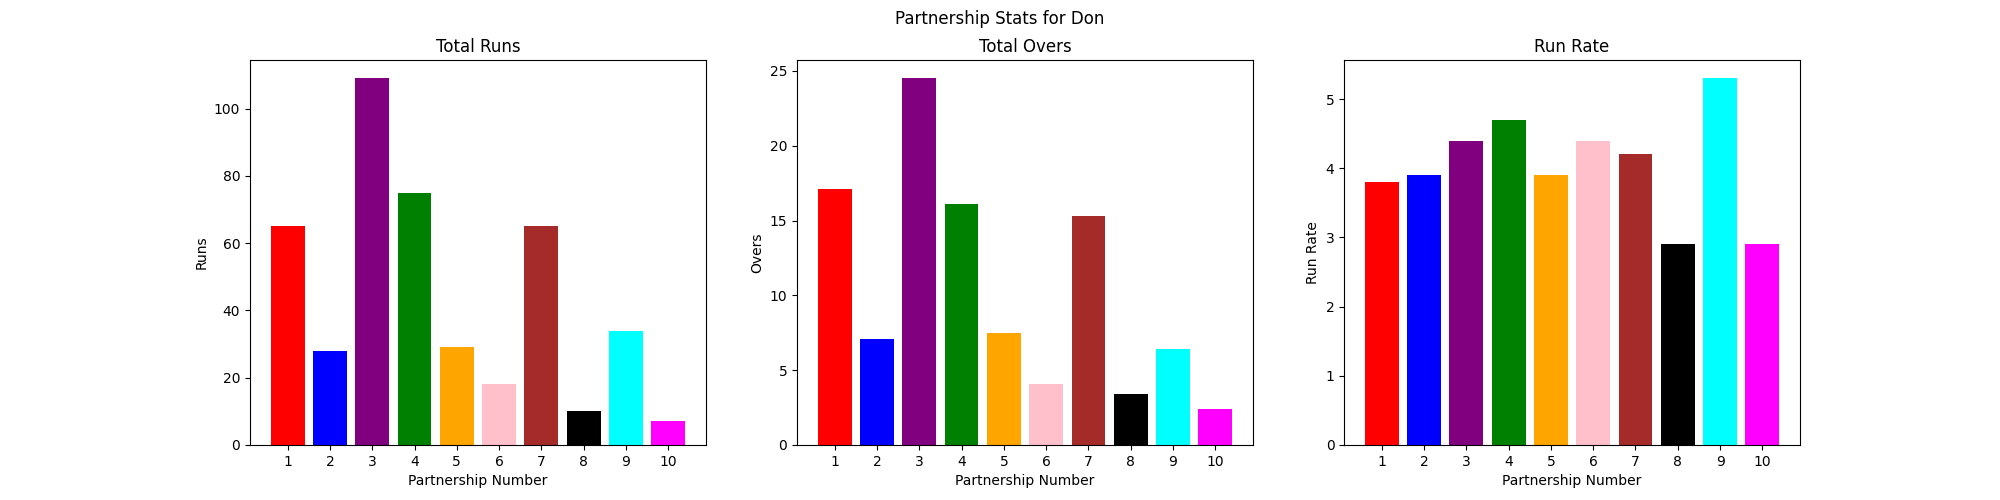 Partnership Stats for Don
Total Runs
100
80
60
40
20
0
Runs
1 2 3 4 5 6 7 8 9 10
Partnership Number
Total Overs
25
20
15
10
5
0
Overs
1 2 3 4 5 6 7 8 9 10
Partnership Number
Run Rate
5
4
3
2
1
0
Run Rate
1 2 3 4 5 6 7 8 9 10
Partnership Number